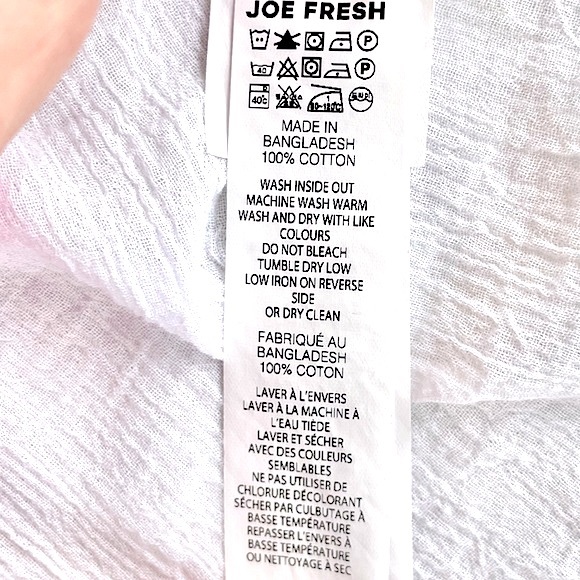 JOE FRESH
P
40 P
40°C
MADE IN
BANGLADESH
100% COTTON
WASH INSIDE OUT
MACHINE WASH WARM
WASH AND DRY WITH LIKE
COLOURS
DO NOT BLEACH
TUMBLE DRY LOW
LOW IRON ON REVERSE
SIDE
OR DRY CLEAN
FABRIQUÉ AU
BANGLADESH
100% COTON
LAVER À L'ENVERS
LAVER À LA MACHINE À
L'EAU TIÈDE
LAVER ET SÉCHER
AVEC DES COULEURS
SEMBLABLES
NE PAS UTILISER DE
CHLORURE DÉCOLORANT
SÉCHER PAR CULBUTAGE À
BASSE TEMPÉRATURE
REPASSER L'ENVERS À
BASSE TEMPÉRATURE
OU NETTOYAGE À SEC